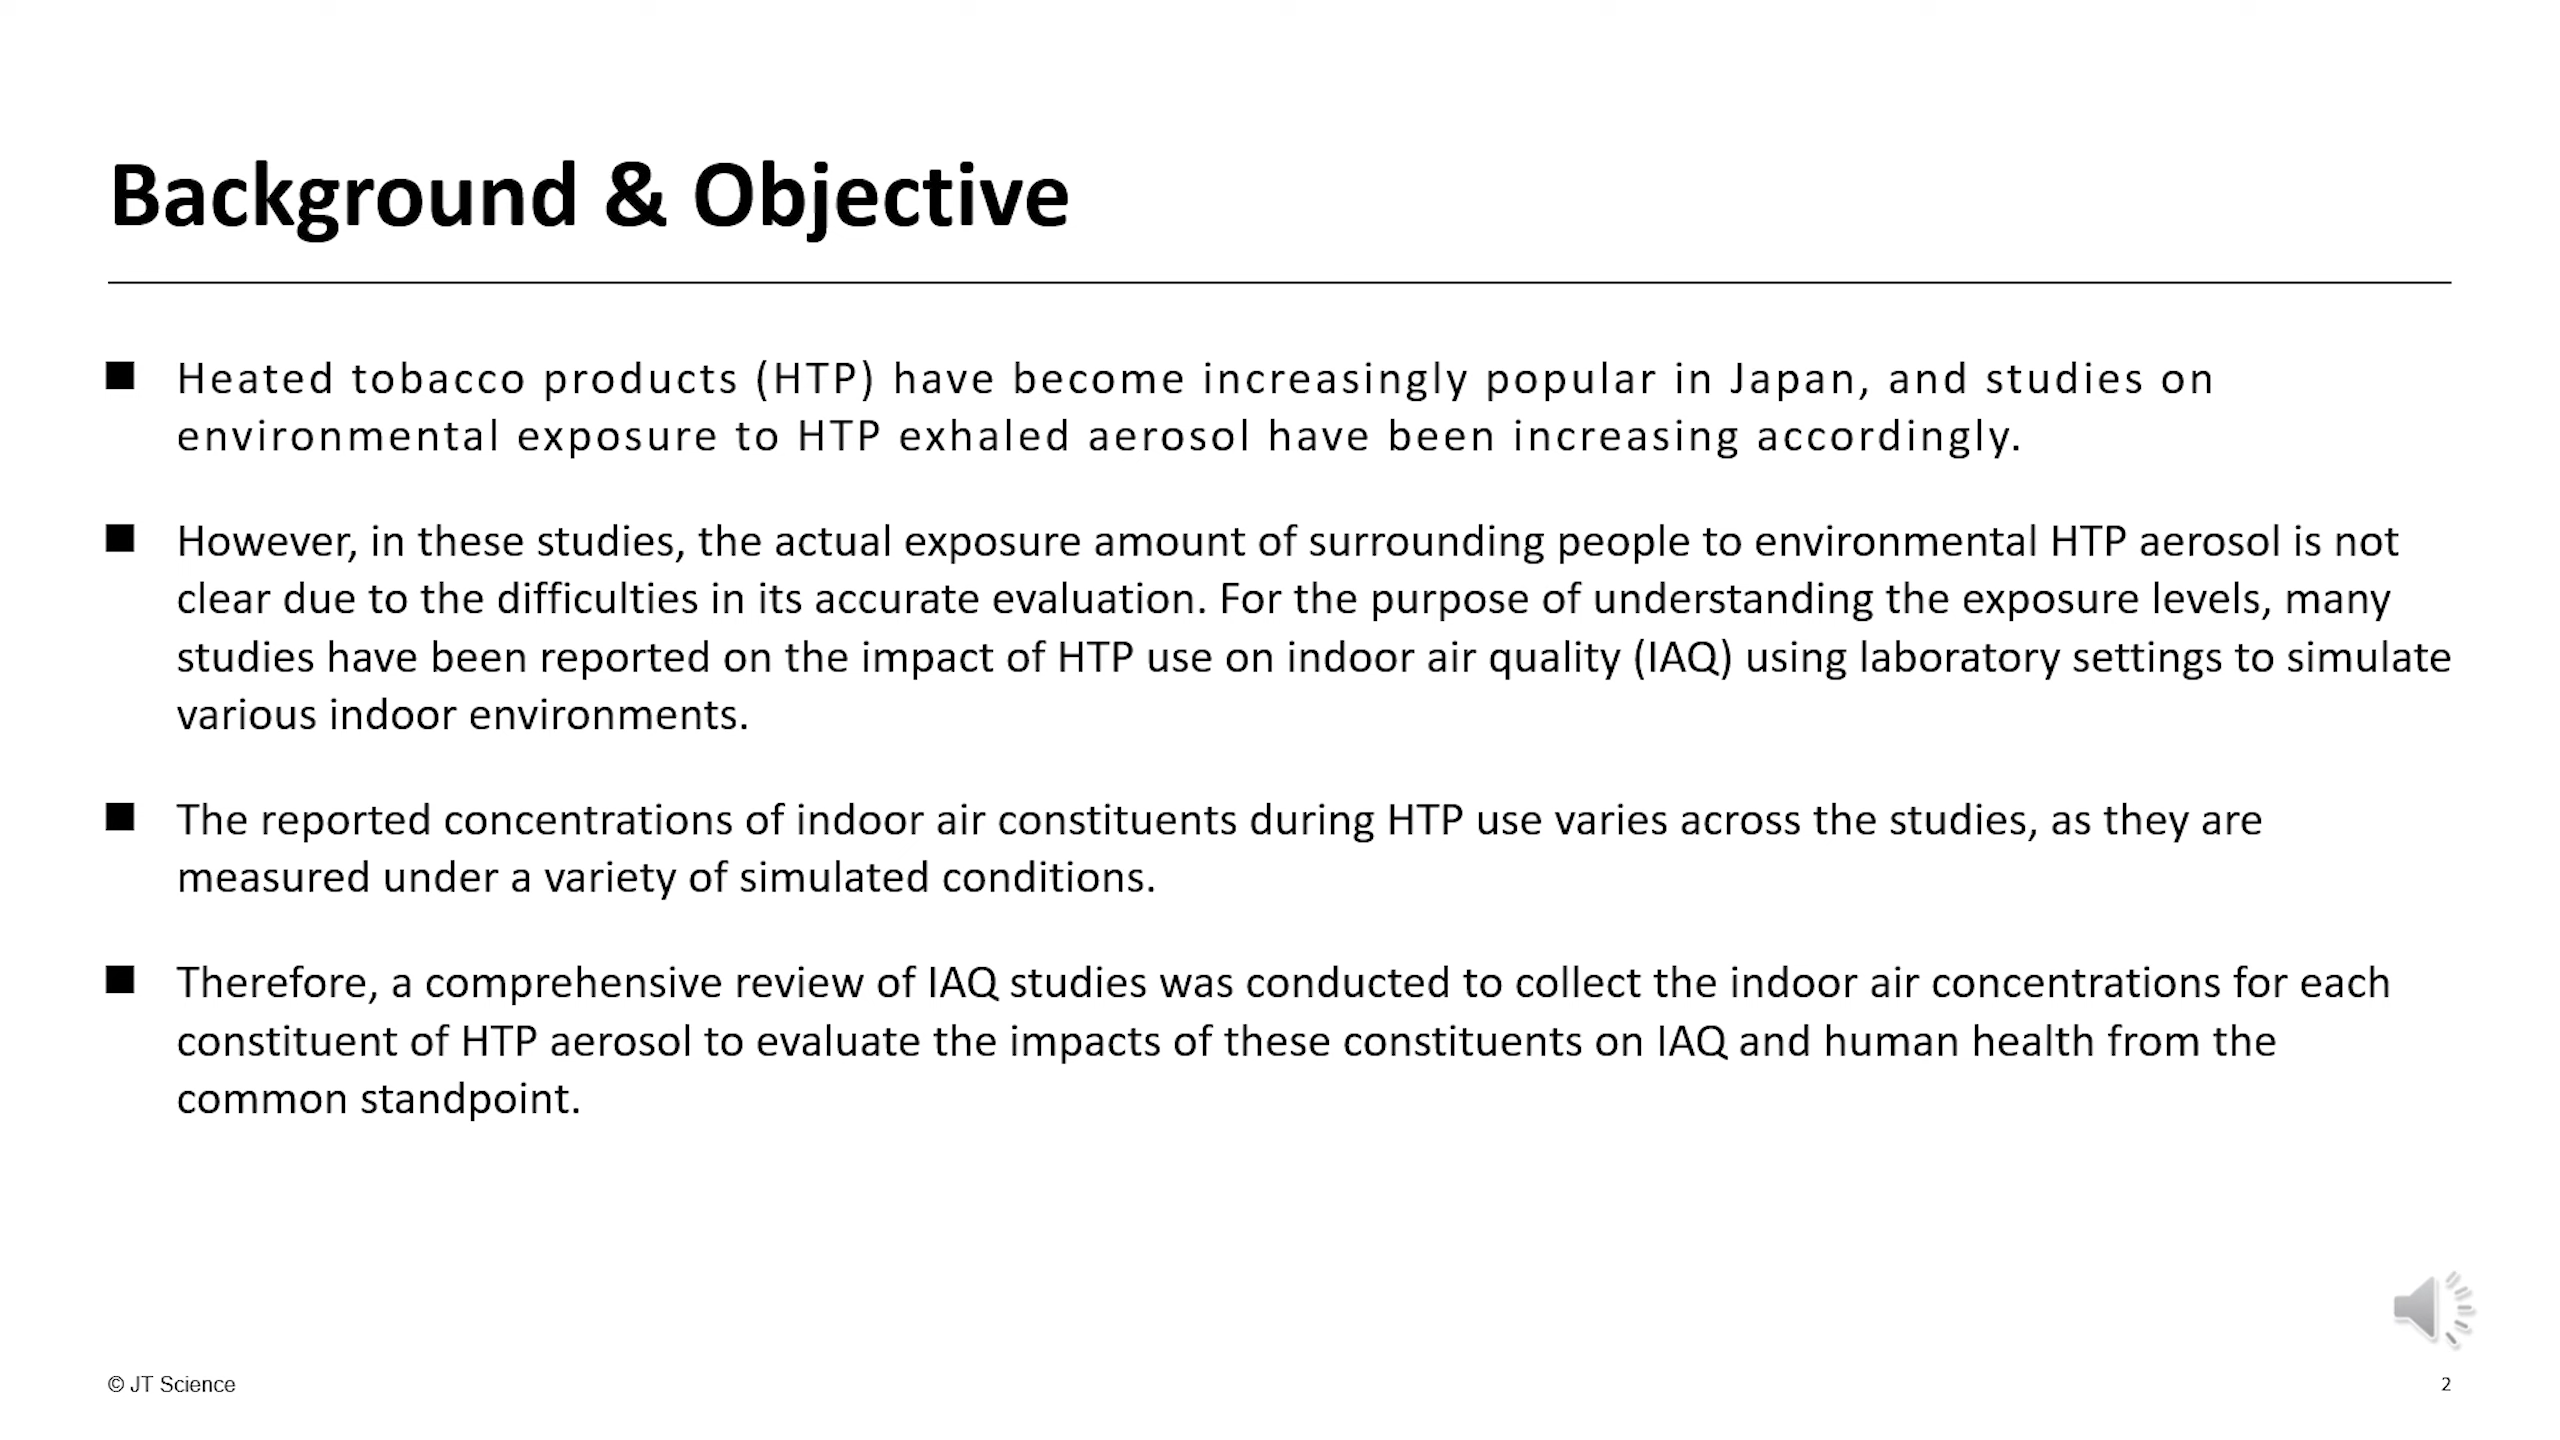 Background & Objective
■ Heated tobacco products (HTP) have become increasingly popular in Japan, and studies on
environmental exposure to HTP exhaled aerosol have been increasing accordingly.
■ However, in these studies, the actual exposure amount of surrounding people to environmental HTP aerosol is not
clear due to the difficulties in its accurate evaluation. For the purpose of understanding the exposure levels, many
studies have been reported on the impact of HTP use on indoor air quality (IAQ) using laboratory settings to simulate
various indoor environments.
■ The reported concentrations of indoor air constituents during HTP use varies across the studies, as they are
measured under a variety of simulated conditions.
■ Therefore, a comprehensive review of IAQ studies was conducted to collect the indoor air concentrations for each
constituent of HTP aerosol to evaluate the impacts of these constituents on IAQ and human health from the
common standpoint.
© JT Science
2